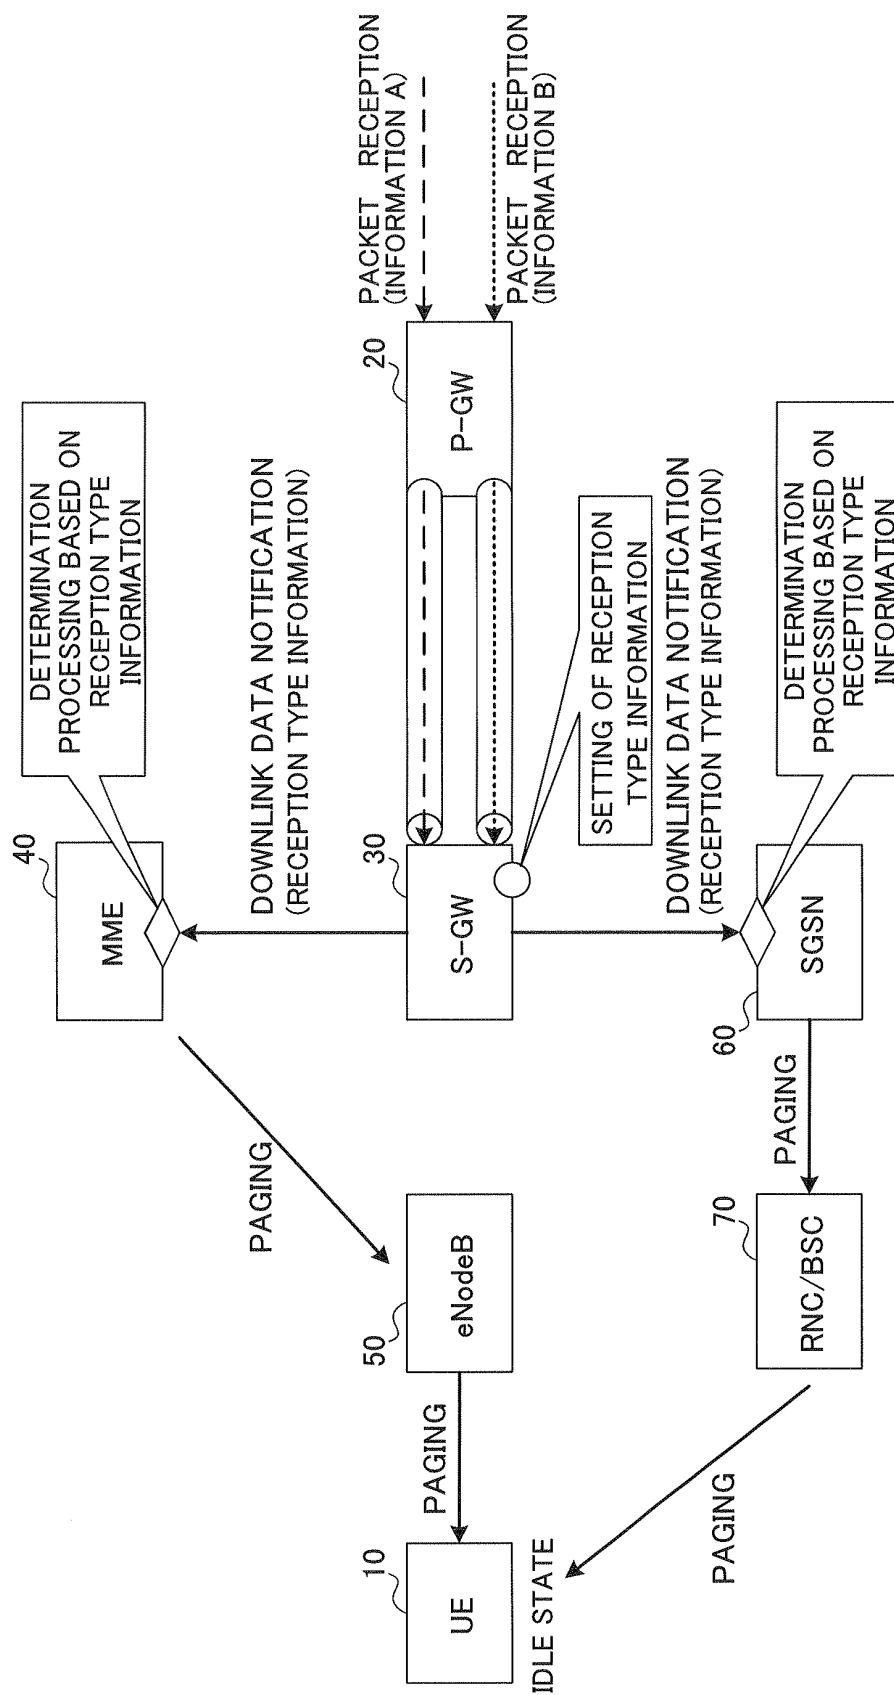 DETERMINATION
PROCESSING BASED ON
RECEPTION TYPE
INFORMATION
40
MME
DOWNLINK DATA NOTIFICATION
(RECEPTION TYPE INFORMATION)
PAGING
PACKET RECEPTION
(INFORMATION A)
10
UE
IDLE STATE
PAGING
50
eNodeB
30
S-GW
20
P-GW
PACKET RECEPTION
(INFORMATION B)
SETTING OF RECEPTION
TYPE INFORMATION
DOWNLINK DATA NOTIFICATION
(RECEPTION TYPE INFORMATION)
PAGING
70
RNC/BSC
PAGING
60
SGSN
DETERMINATION
PROCESSING BASED ON
RECEPTION TYPE
INFORMATION